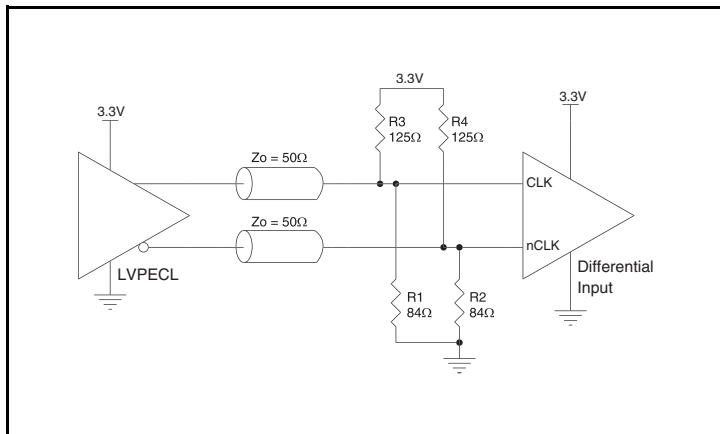 3.3V
3.3V
3.3V
R3
125Ω
R4
125Ω
Zo = 50Ω
CLK
Zo = 50Ω
nCLK
LVPECL
Differential
Input
R1
84Ω
R2
84Ω